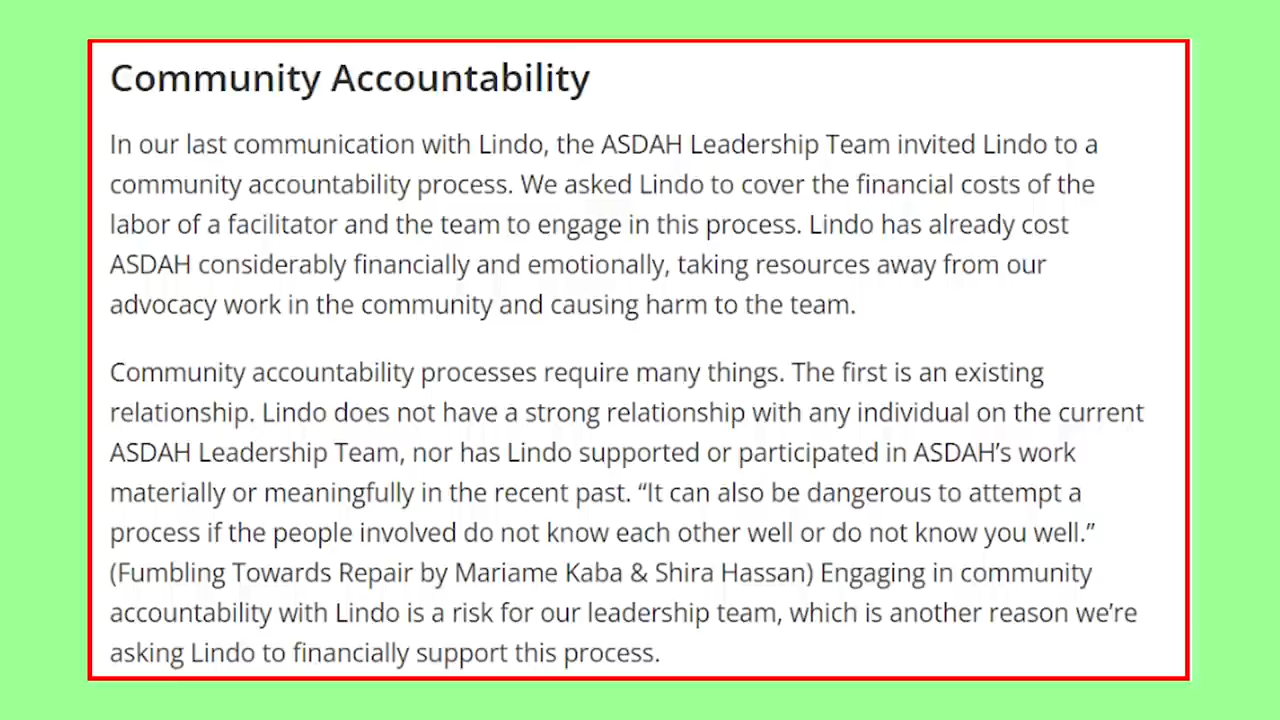 Community Accountability
In our last communication with Lindo, the ASDAH Leadership Team invited Lindo to a
community accountability process. We asked Lindo to cover the financial costs of the
labor of a facilitator and the team to engage in this process. Lindo has already cost
ASDAH considerably financially and emotionally, taking resources away from our
advocacy work in the community and causing harm to the team.
Community accountability processes require many things. The first is an existing
relationship. Lindo does not have a strong relationship with any individual on the current
ASDAH Leadership Team, nor has Lindo supported or participated in ASDAH’s work
materially or meaningfully in the recent past. “It can also be dangerous to attempt a
process if the people involved do not know each other well or do not know you well.”
(Fumbling Towards Repair by Mariame Kaba & Shira Hassan) Engaging in community
accountability with Lindo is a risk for our leadership team, which is another reason we’re
asking Lindo to financially support this process.